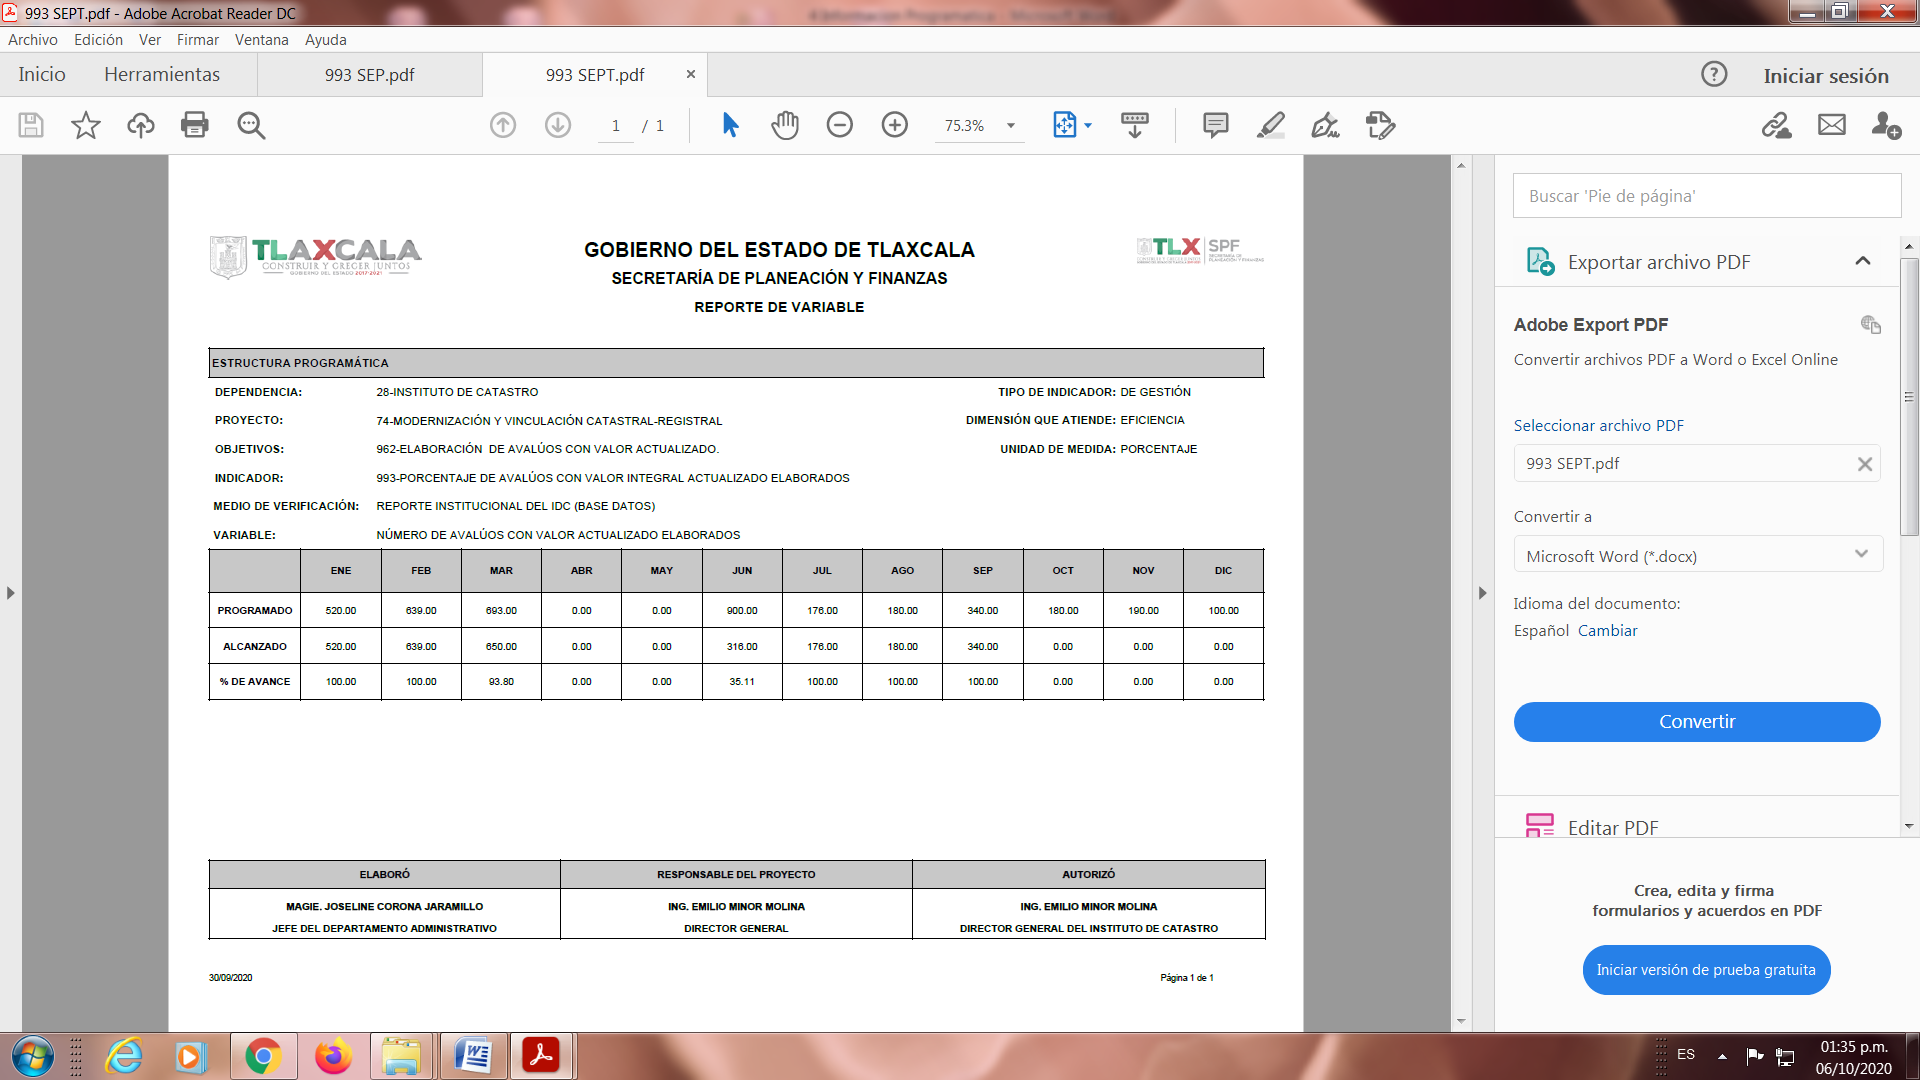 993 SEPT.pdf - Adobe Acrobat Reader DC
Archivo Edición Ver Firmar Ventana Ayuda
Inicio Herramientas 993 SEP.pdf 993 SEPT.pdf Iniciar sesión
1 / 1 75.3%
TLAXCALA
CONSTRUIR Y CRECER JUNTOS
GOBIERNO DEL ESTADO 2017-2021
GOBIERNO DEL ESTADO DE TLAXCALA
SECRETARÍA DE PLANEACIÓN Y FINANZAS
REPORTE DE VARIABLE
TLX SPF
SECRETARÍA DE
PLANEACIÓN Y FINANZAS
ESTRUCTURA PROGRAMÁTICA
DEPENDENCIA: 28-INSTITUTO DE CATASTRO TIPO DE INDICADOR: DE GESTIÓN
PROYECTO: 74-MODERNIZACIÓN Y VINCULACIÓN CATASTRAL-REGISTRAL DIMENSIÓN QUE ATIENDE: EFICIENCIA
OBJETIVOS: 962-ELABORACIÓN DE AVALÚOS CON VALOR ACTUALIZADO. UNIDAD DE MEDIDA: PORCENTAJE
INDICADOR: 993-PORCENTAJE DE AVALÚOS CON VALOR INTEGRAL ACTUALIZADO ELABORADOS
MEDIO DE VERIFICACIÓN: REPORTE INSTITUCIONAL DEL IDC (BASE DATOS)
VARIABLE: NÚMERO DE AVALÚOS CON VALOR ACTUALIZADO ELABORADOS
ENE FEB MAR ABR MAY JUN JUL AGO SEP OCT NOV DIC
PROGRAMADO 520.00 639.00 693.00 0.00 0.00 900.00 176.00 180.00 340.00 180.00 190.00 100.00
ALCANZADO 520.00 639.00 650.00 0.00 0.00 316.00 176.00 180.00 340.00 0.00 0.00 0.00
% DE AVANCE 100.00 100.00 93.80 0.00 0.00 35.11 100.00 100.00 100.00 0.00 0.00 0.00
ELABORÓ RESPONSABLE DEL PROYECTO AUTORIZÓ
MAGIE. JOSELINE CORONA JARAMILLO ING. EMILIO MINOR MOLINA ING. EMILIO MINOR MOLINA
JEFE DEL DEPARTAMENTO ADMINISTRATIVO DIRECTOR GENERAL DIRECTOR GENERAL DEL INSTITUTO DE CATASTRO
30/09/2020 Página 1 de 1
Buscar 'Pie de página'
Exportar archivo PDF
Adobe Export PDF
Convertir archivos PDF a Word o Excel Online
Seleccionar archivo PDF
993 SEPT.pdf
Convertir a
Microsoft Word (*.docx)
Idioma del documento:
Español Cambiar
Convertir
Editar PDF
Crea, edita y firma
formularios y acuerdos en PDF
Iniciar versión de prueba gratuita
ES
01:35 p.m.
06/10/2020